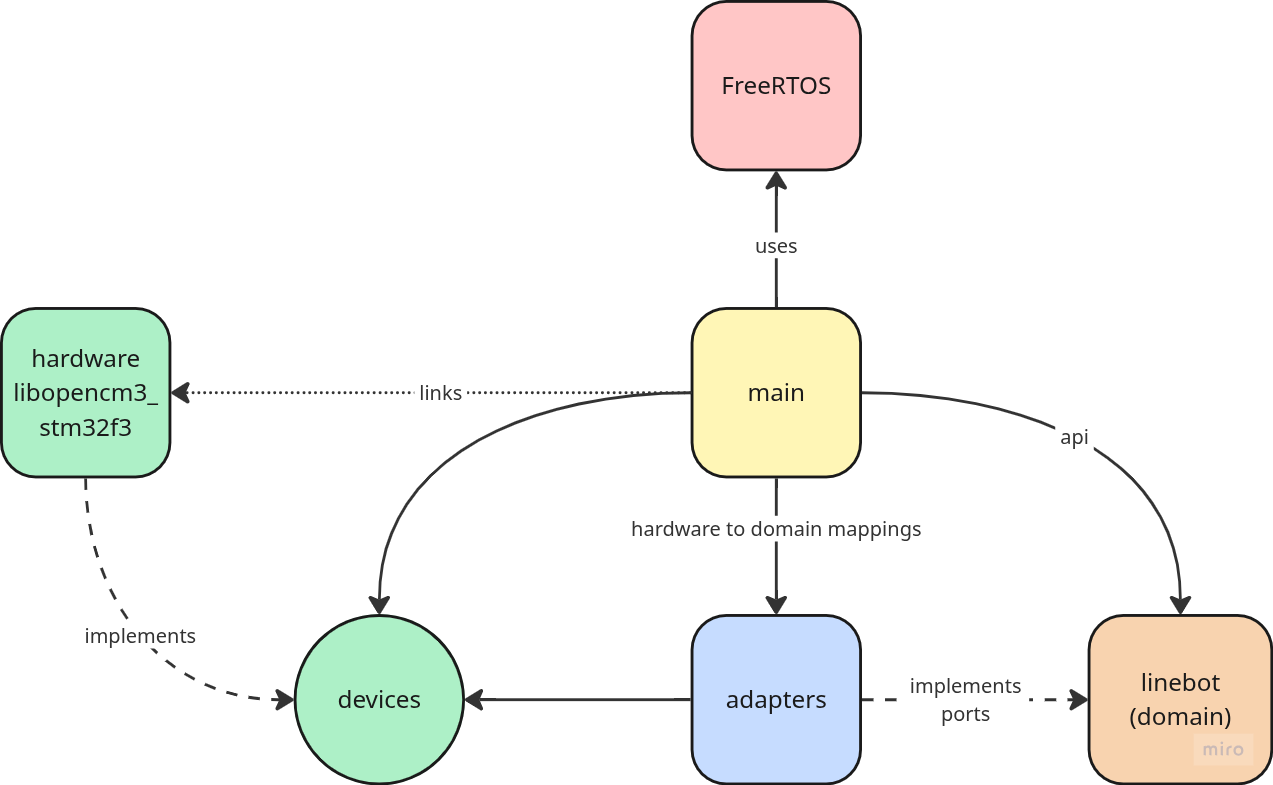 FreeRTOS
uses
hardware
libopencm3_
stm32f3
links
main
api
hardware to domain mappings
implements
devices
adapters
implements
ports
linebot
(domain)
miro